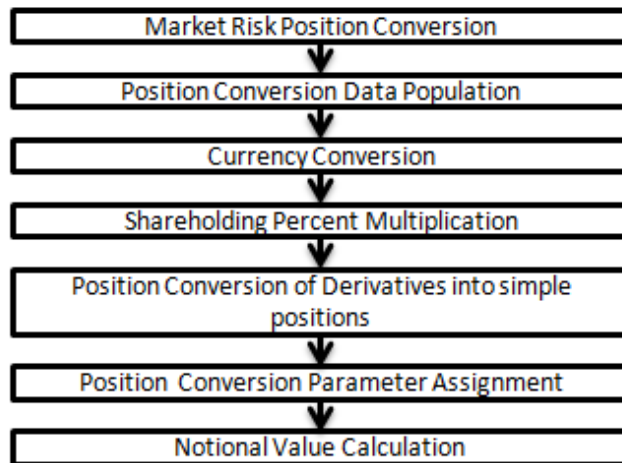 Market Risk Position Conversion
Position Conversion Data Population
Currency Conversion
Shareholding Percent Multiplication
Position Conversion of Derivatives into simple
positions
Position Conversion Parameter Assignment
Notional Value Calculation